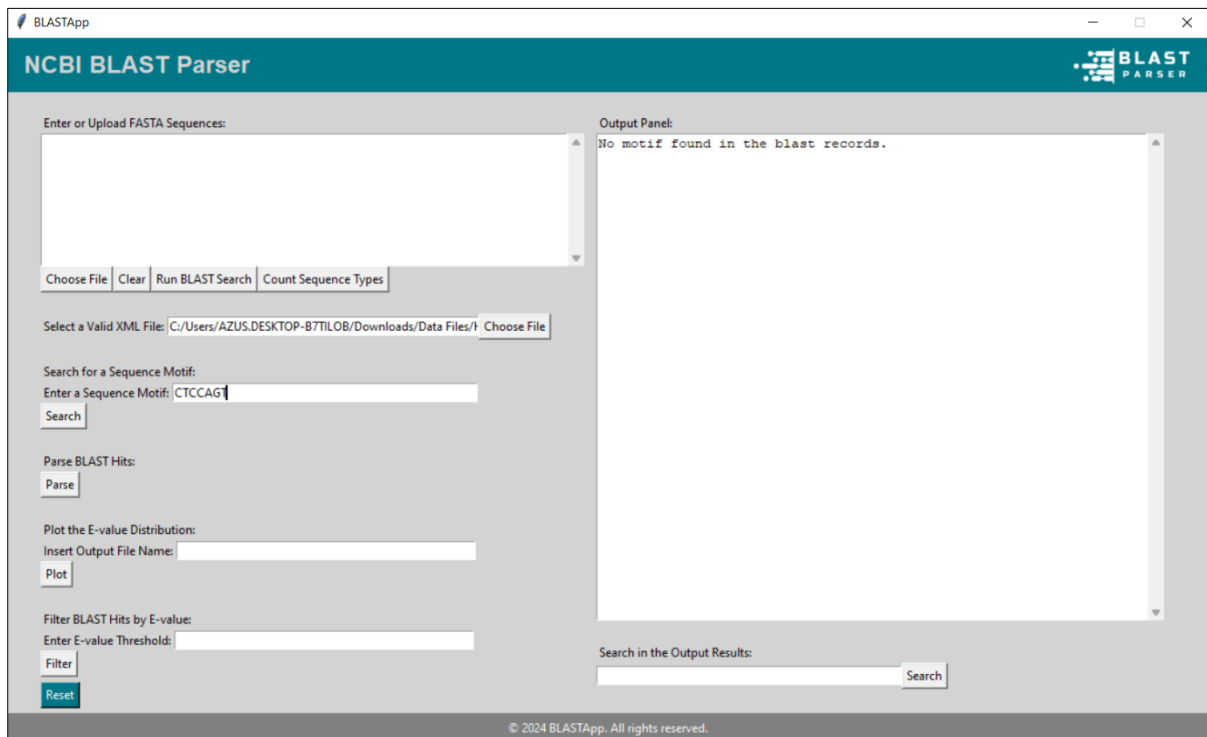 BLASTApp
NCBI BLAST Parser
BLAST
PARSER
Enter or Upload FASTA Sequences:
Choose File Clear Run BLAST Search Count Sequence Types
Select a Valid XML File: C:/Users/AZUS.DESKTOP-B7TILOB/Downloads/Data Files/ Choose File
Search for a Sequence Motif:
Enter a Sequence Motif: CTCCAGT
Search
Parse BLAST Hits:
Parse
Plot the E-value Distribution:
Insert Output File Name:
Plot
Filter BLAST Hits by E-value:
Enter E-value Threshold:
Filter
Reset
Output Panel:
No motif found in the blast records.
Search in the Output Results:
Search
© 2024 BLASTApp. All rights reserved.